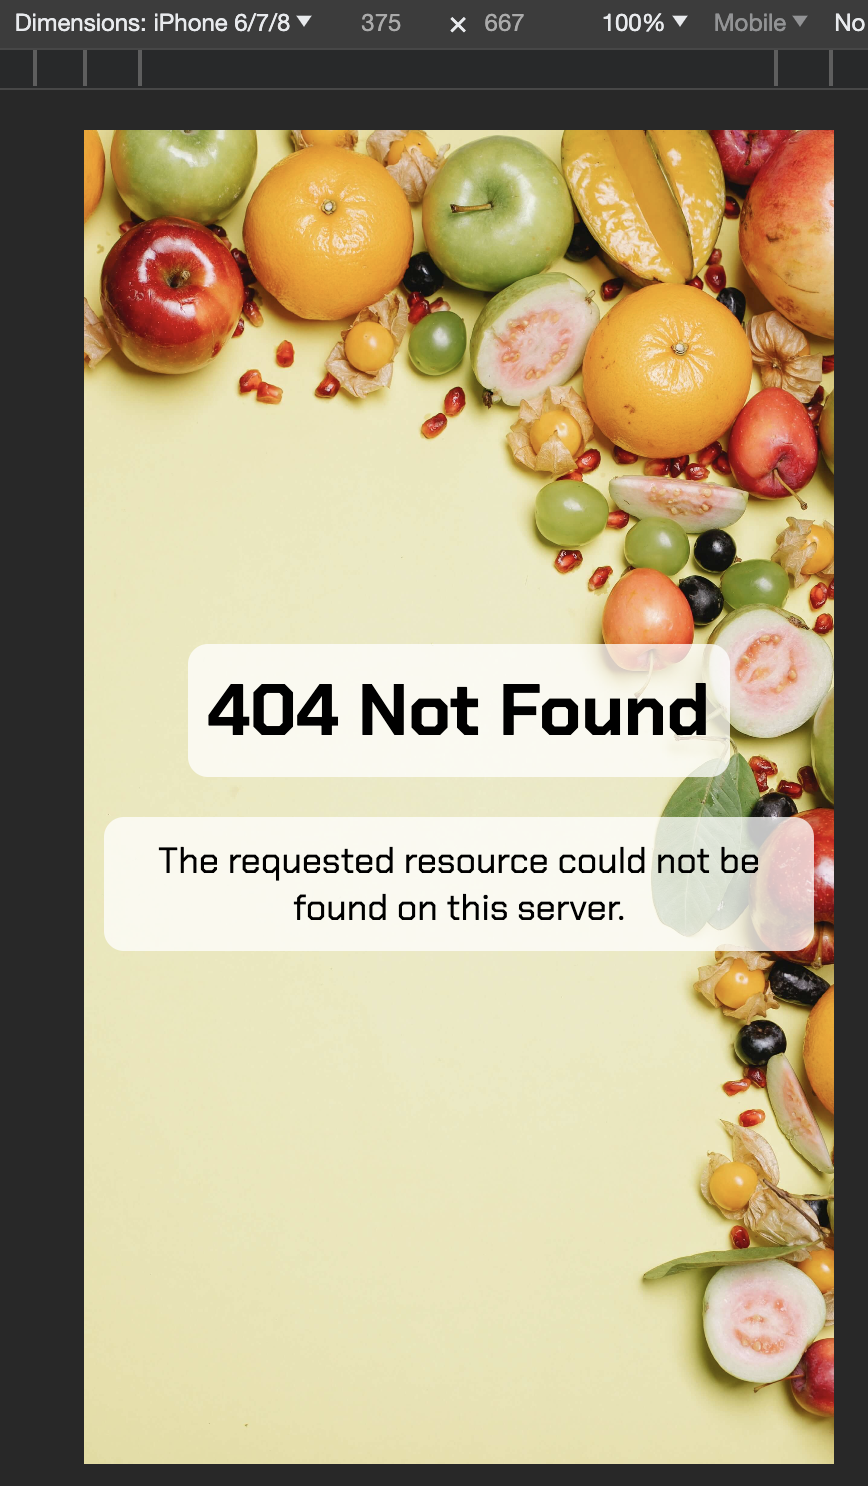 Dimensions: iPhone 6/7/8 375 × 667 100% Mobile No
404 Not Found
The requested resource could not be
found on this server.